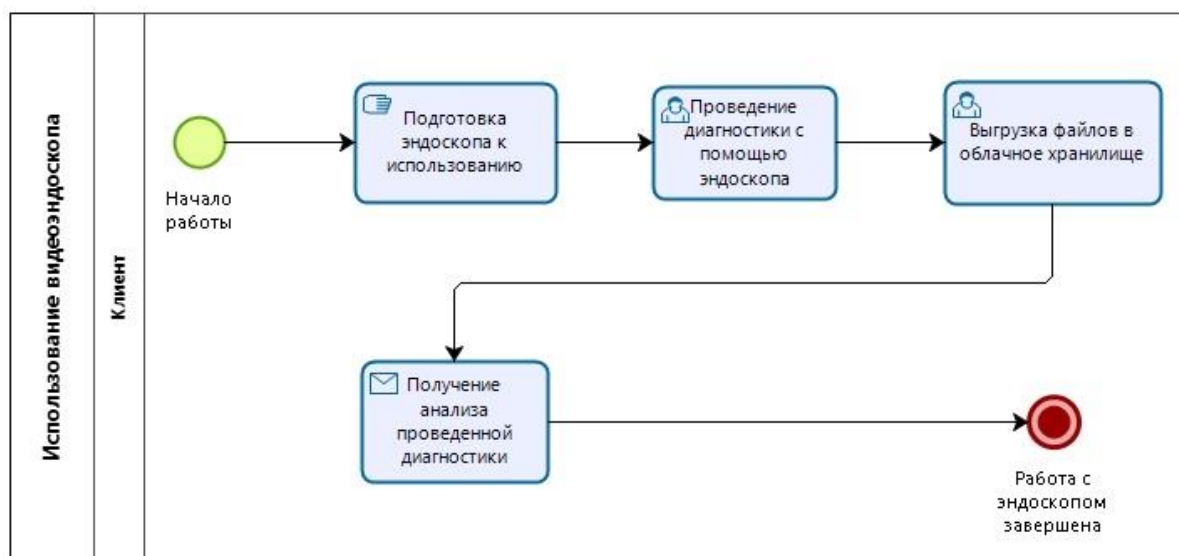 Использование видеоэндоскопа
Клиент
Начало
работы
Подготовка
эндоскопа к
использованию
Проведение
диагностики с
помощью
эндоскопа
Выгрузка файлов в
облачное хранилище
Получение
анализа
проведенной
диагностики
Работа с
эндоскопом
завершена